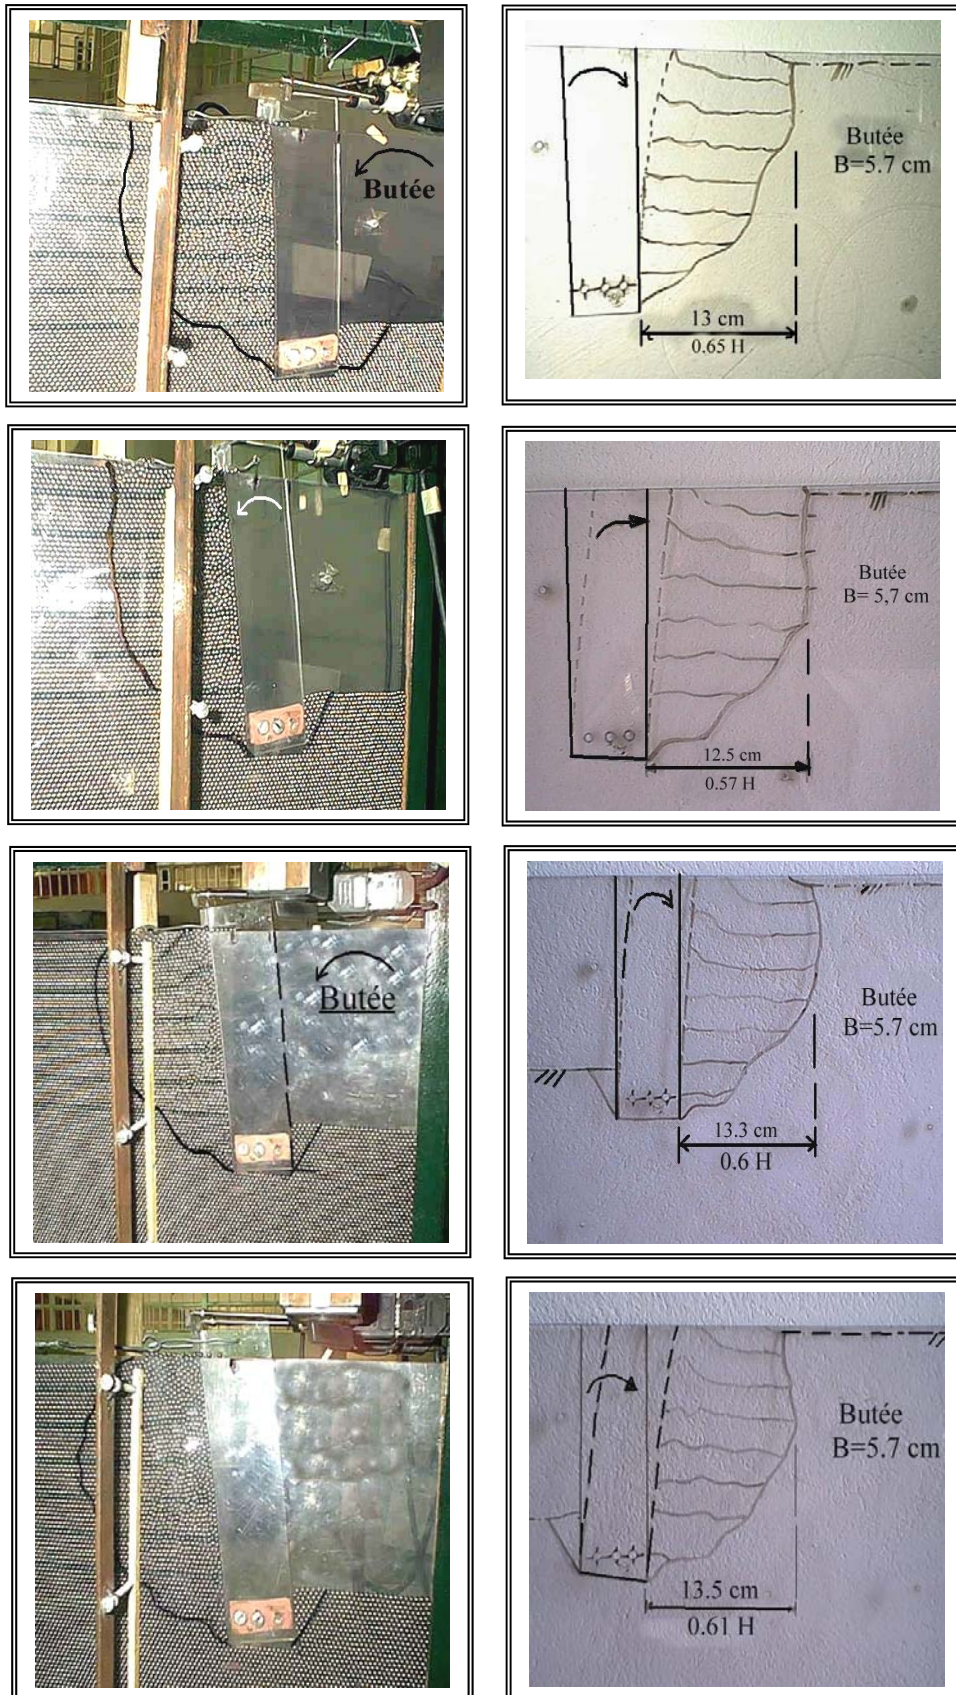 Butée
Butée
B=5.7 cm
13 cm
0.65 H
Butée
B= 5,7 cm
12.5 cm
0.57 H
Butée
Butée
B=5.7 cm
13.3 cm
0.6 H
Butée
B=5.7 cm
13.5 cm
0.61 H